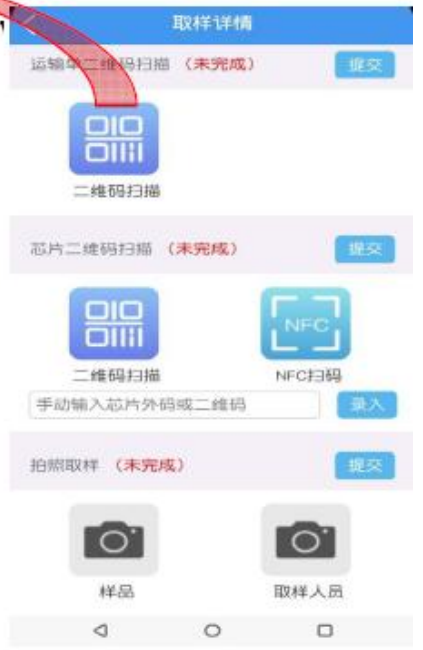 取样详情
运输单二维码扫描（未完成） 提交
二维码扫描
芯片二维码扫描（未完成） 提交
NFC
二维码扫描 NFC扫码
手动输入芯片外码或二维码 录入
拍照取样（未完成） 提交
样品 取样人员